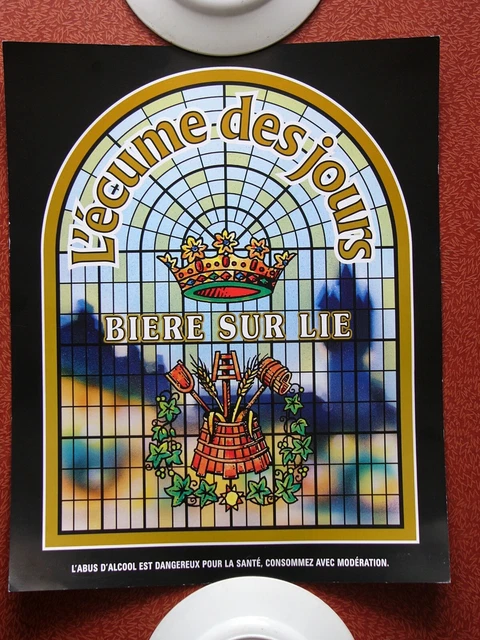 L'écume des jours
BIERE SUR LIE
L'ABUS D'ALCOOL EST DANGEREUX POUR LA SANTÉ, CONSOMMEZ AVEC MODÉRATION.